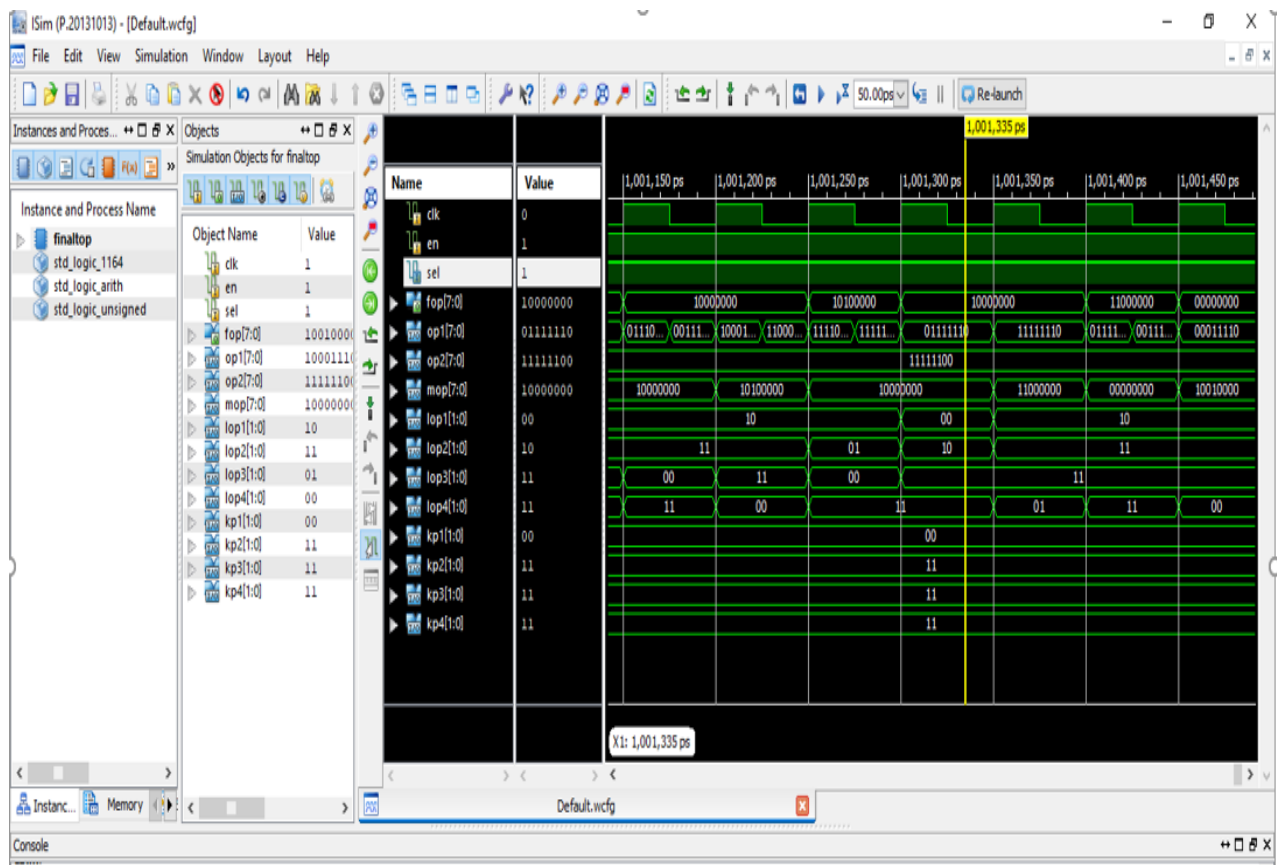 ISim (P.20131013) - [Default.wcfg]
File Edit View Simulation Window Layout Help
50.00ps Re-launch
Instances and Proces...
Objects
Simulation Objects for finaltop
Instance and Process Name
finaltop
std_logic_1164
std_logic_arith
std_logic_unsigned
Object Name Value
clk 1
en 1
sel 1
fop[7:0] 10010000
op1[7:0] 1000111
op2[7:0] 1111110
mop[7:0] 1000000
lop1[1:0] 10
lop2[1:0] 11
lop3[1:0] 01
lop4[1:0] 00
kp1[1:0] 00
kp2[1:0] 11
kp3[1:0] 11
kp4[1:0] 11
1,001,335 ps
Name Value 1,001,150 ps 1,001,200 ps 1,001,250 ps 1,001,300 ps 1,001,350 ps 1,001,400 ps 1,001,450 ps
clk 0
en 1
sel 1
fop[7:0] 10000000 10000000 10100000 10000000 11000000 00000000
op1[7:0] 01111110 01110... 00111... 10001... 11000... 11110... 11111... 01111110 11111110 01111... 00111... 00011110
op2[7:0] 11111100 11111100
mop[7:0] 10000000 10000000 10100000 10000000 11000000 00000000 10010000
lop1[1:0] 00 10 00 10
lop2[1:0] 10 11 01 10 11
lop3[1:0] 11 00 11 00 11
lop4[1:0] 11 11 00 11 01 11 00
kp1[1:0] 00 00
kp2[1:0] 11 11
kp3[1:0] 11 11
kp4[1:0] 11 11
X1: 1,001,335 ps
Instanc... Memory
Default.wcfg
Console